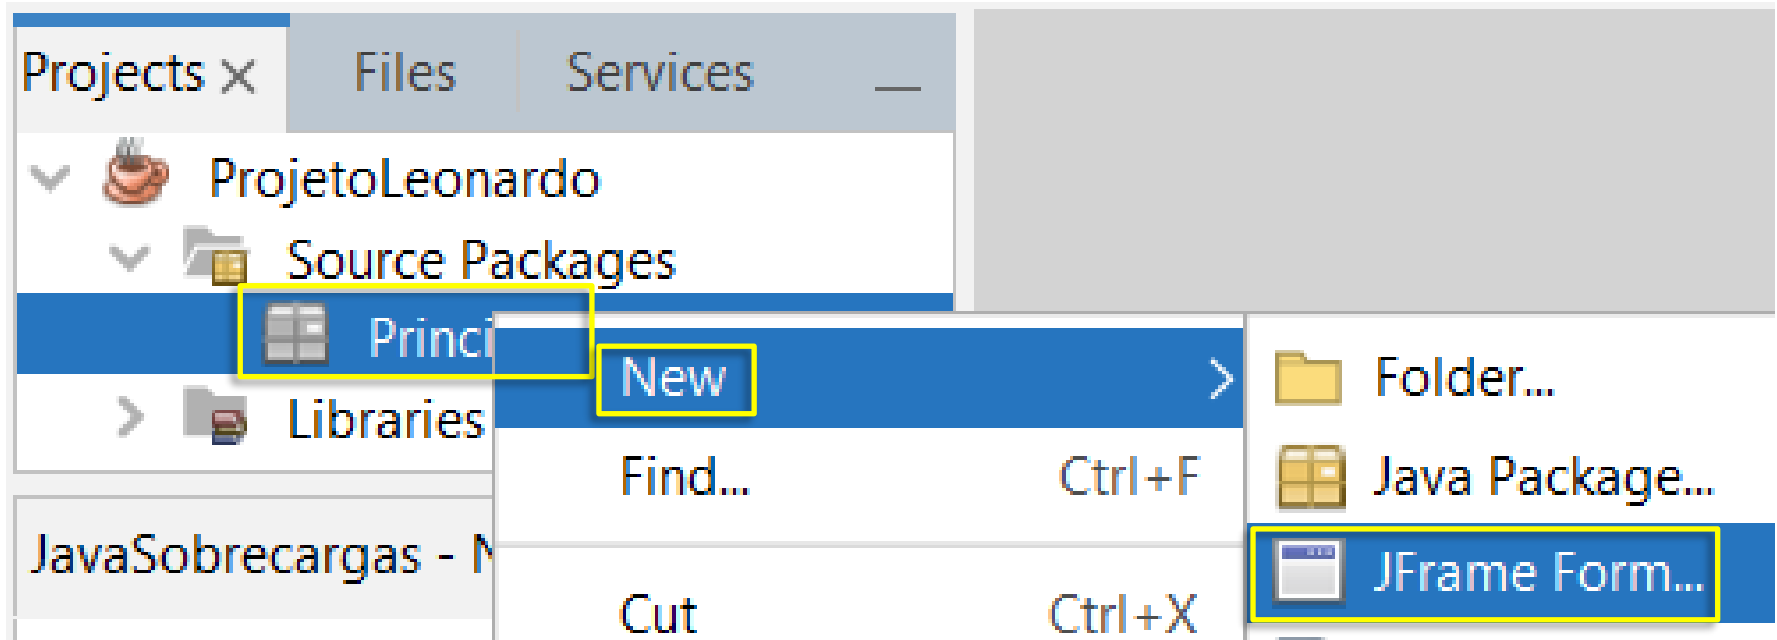 Projects Files Services
ProjetoLeonardo
Source Packages
Princi
New
Folder...
Libraries
Find... Ctrl+F
Java Package...
JavaSobrecargas -
JFrame Form...
Cut Ctrl+X